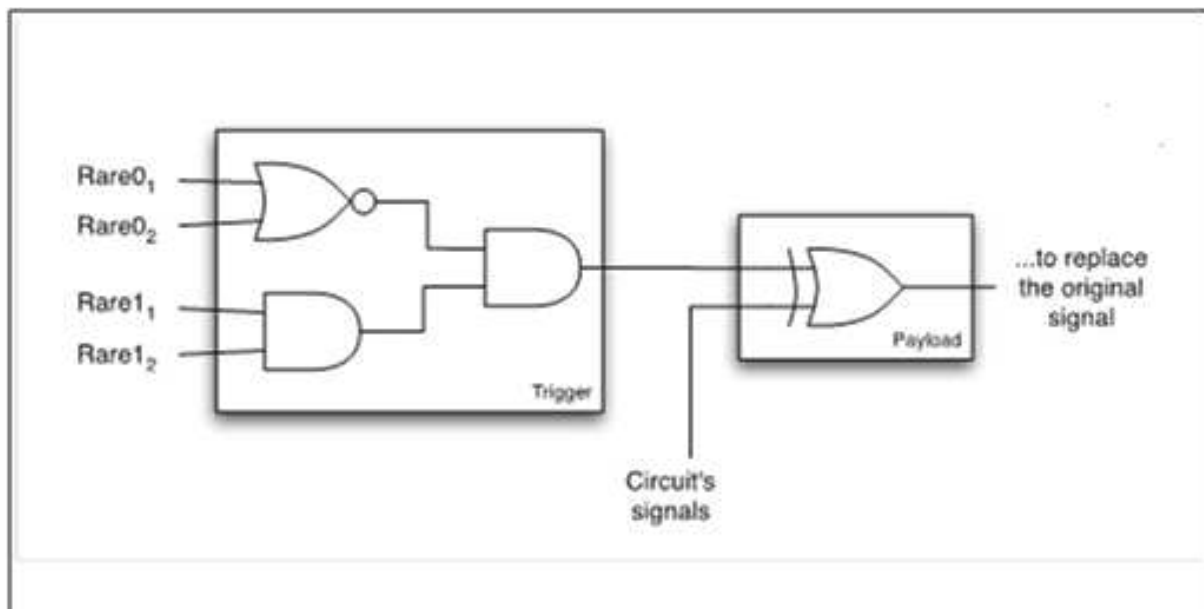 Rare0₁
Rare0₂
Rare1₁
Rare1₂
Trigger
Payload
Circuit's
signals
...to replace
the original
signal